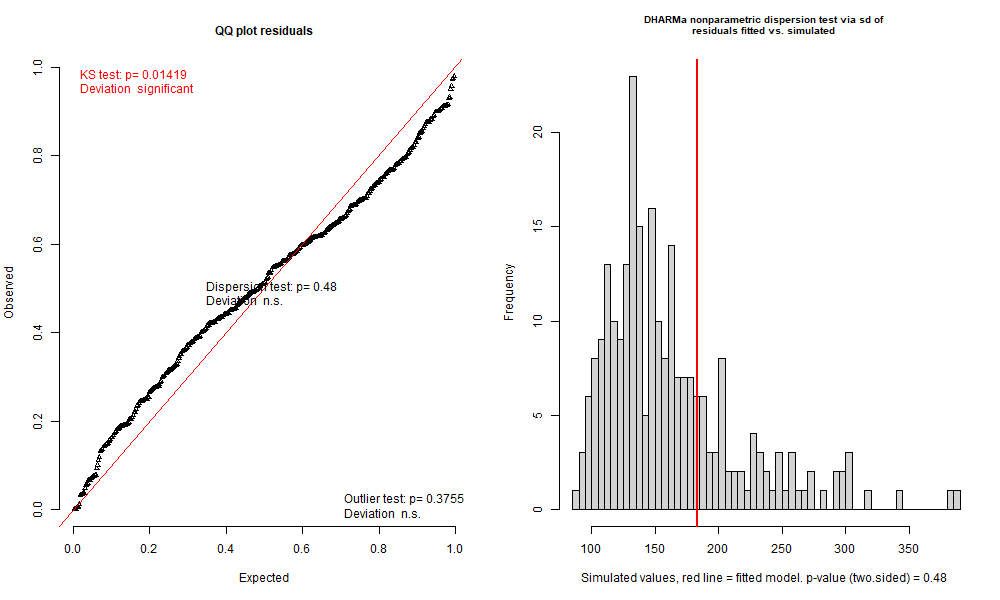 QQ plot residuals
KS test: p= 0.01419
Deviation significant
Dispersion test: p= 0.48
Deviation n.s.
Outlier test: p= 0.3755
Deviation n.s.
Observed
0.0
0.2
0.4
0.6
0.8
1.0
0.0 0.2 0.4 0.6 0.8 1.0
Expected
DHARMa nonparametric dispersion test via sd of
residuals fitted vs. simulated
Frequency
0
5
10
15
20
100 150 200 250 300 350
Simulated values, red line = fitted model. p-value (two.sided) = 0.48